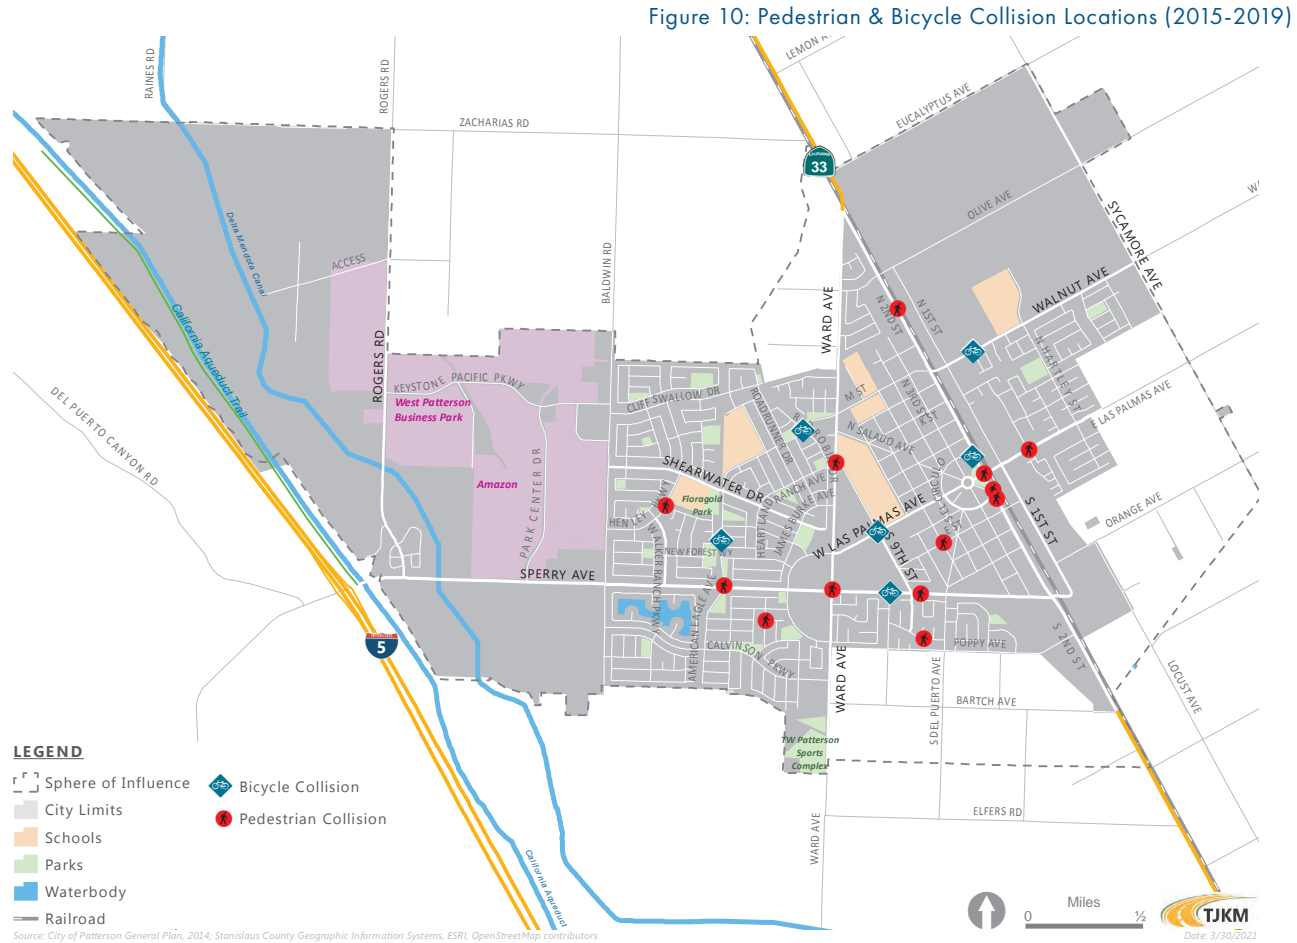 Figure 10: Pedestrian & Bicycle Collision Locations (2015-2019)
RAINES RD
ROGERS RD
ZACHARIAS RD
LEMON A
EUCALYPTUS AVE
CALIFORNIA
33
OLIVE AVE
SYCAMORE AVE
WALNUT AVE
Delta Mendota Canal
ACCESS
BALDWIN RD
WARD AVE
N 2ND ST
N 1ST ST
California Aqueduct Trail
ROGERS RD
KEYSTONE PACIFIC PKWY
West Patterson
Business Park
CLIFF SWALLOW DR
ROADRUNNER DR
M ST
N 3RD ST
K ST
N HARTLEY ST
E LAS PALMAS AVE
N SALADO AVE
DEL PUERTO CANYON RD
SHEARWATER DR
Amazon
PARK CENTER DR
Floragold
Park
HENLEY PKWY
RANCH AVE
HEARTLAND
JAMES BURKE AVE
W LAS PALMAS AVE
ORANGE AVE
S 1ST ST
NEW FOREST WY
WALKER RANCH PKWY
S 9TH ST
SPERRY AVE
AMERICAN EAGLE AVE
CALVINSON PKWY
POPPY AVE
S 2ND ST
5
WARD AVE
S DEL PUERTO AVE
BARTCH AVE
LOCUST AVE
TW Patterson
Sports
Complex
ELFERS RD
WARD AVE
California Aqueduct
LEGEND
Sphere of Influence
City Limits
Schools
Parks
Waterbody
Railroad
Bicycle Collision
Pedestrian Collision
Miles
0 ½
TJKM
Source: City of Patterson General Plan, 2014; Stanislaus County Geographic Information Systems, ESRI, OpenStreetMap contributors
Date: 3/30/2021